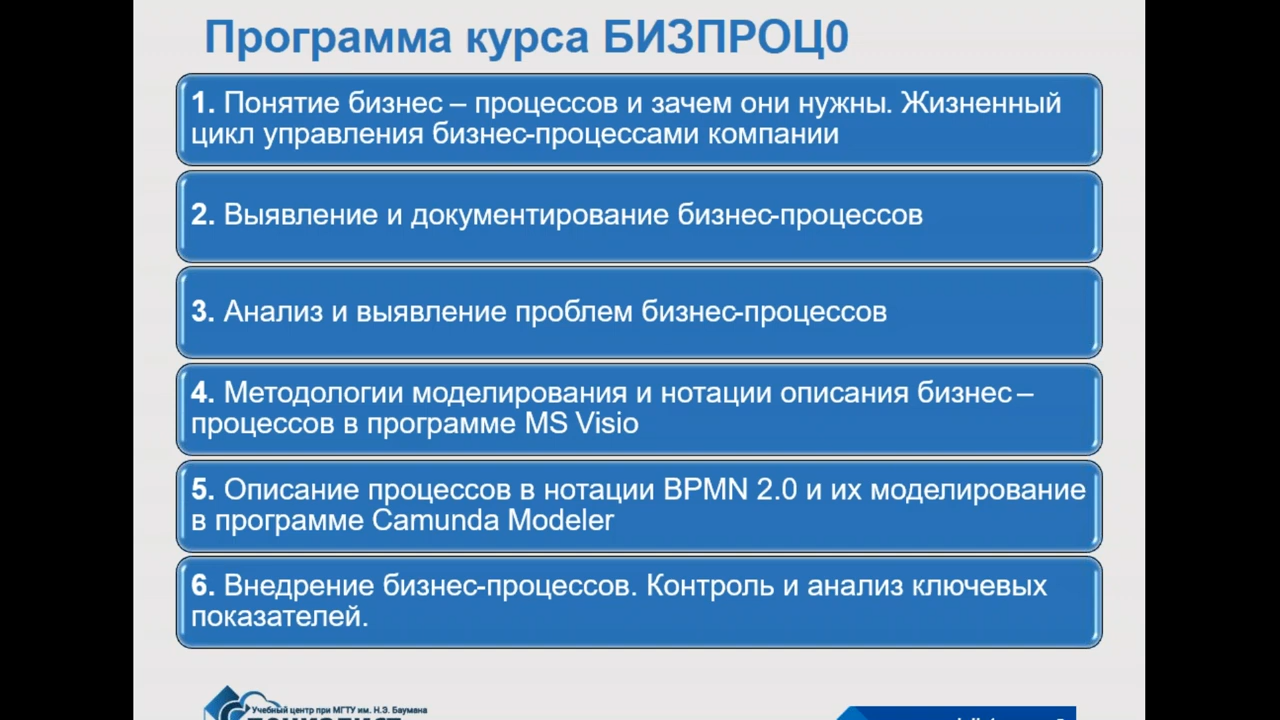 Программа курса БИЗПРОЦ0
1. Понятие бизнес – процессов и зачем они нужны. Жизненный
цикл управления бизнес-процессами компании
2. Выявление и документирование бизнес-процессов
3. Анализ и выявление проблем бизнес-процессов
4. Методологии моделирования и нотации описания бизнес –
процессов в программе MS Visio
5. Описание процессов в нотации BPMN 2.0 и их моделирование
в программе Camunda Modeler
6. Внедрение бизнес-процессов. Контроль и анализ ключевых
показателей.
Учебный центр при МГТУ им. Н.Э. Баумана